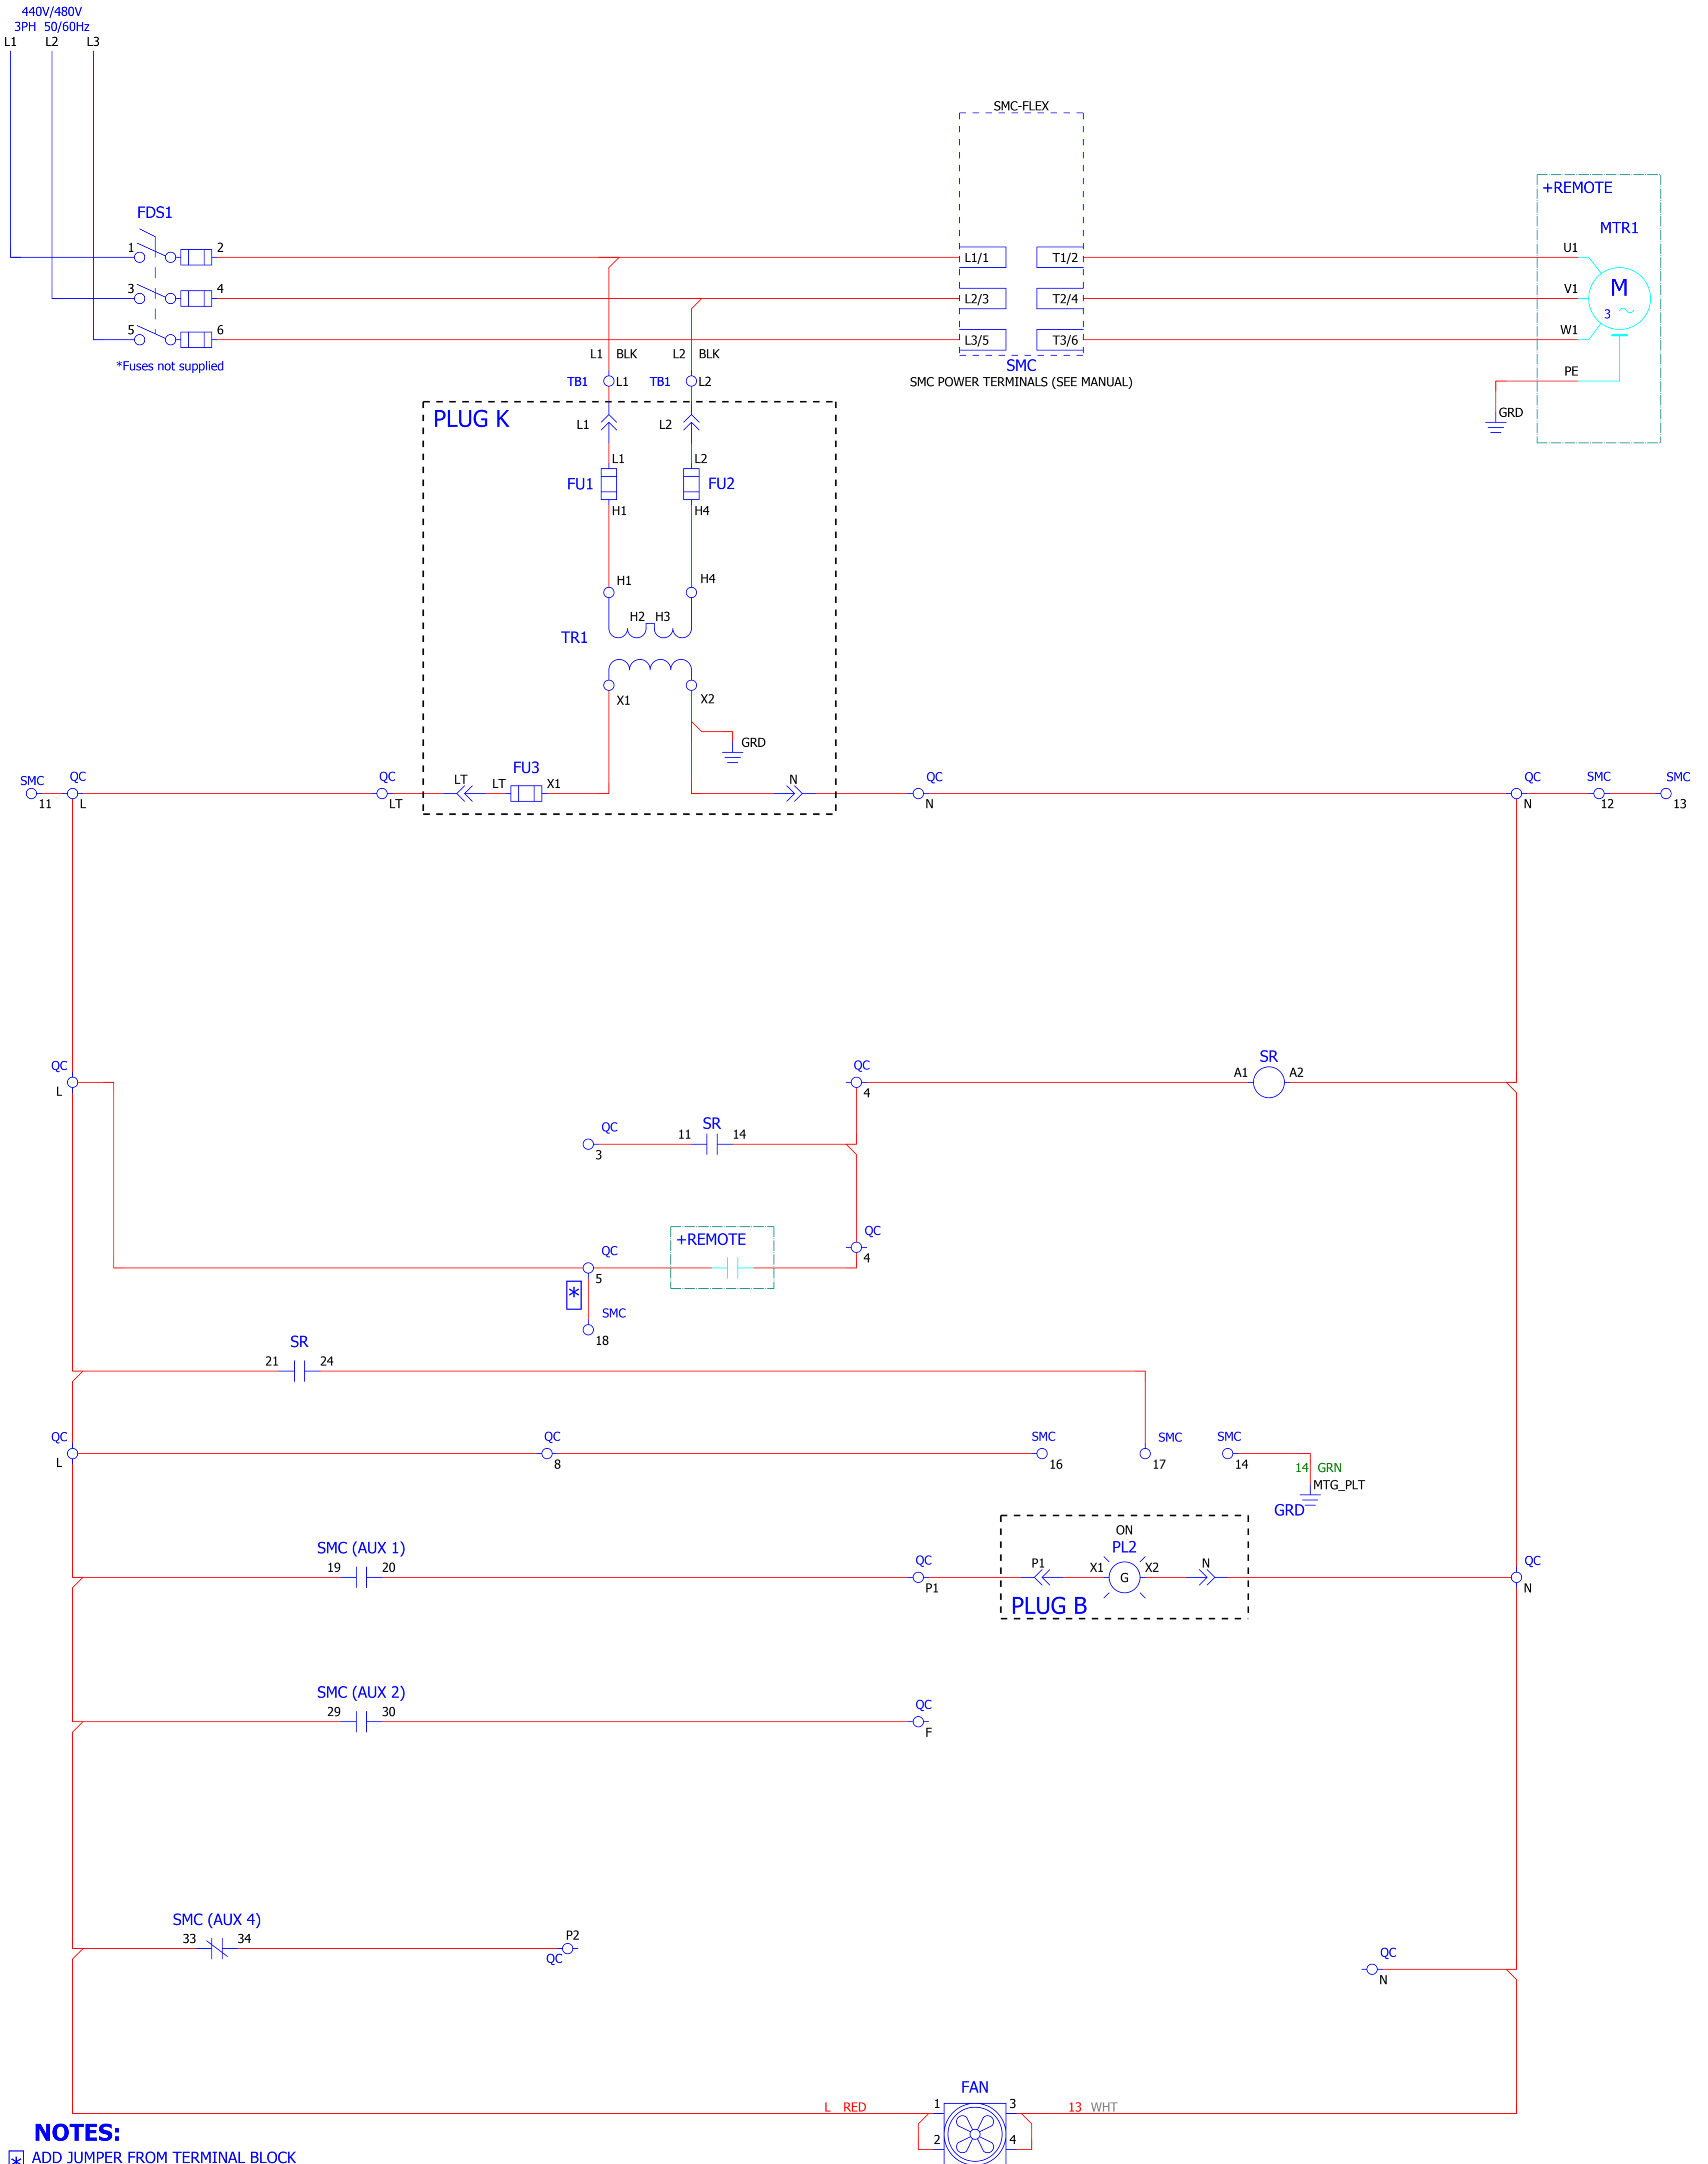 440V/480V
3PH 50/60Hz
L1 L2 L3
SMC-FLEX
+REMOTE
MTR1
FDS1
1 2
L1/1 T1/2
U1
3 4
L2/3 T2/4
V1
M
3
5 6
L3/5 T3/6
W1
*Fuses not supplied
L1 BLK L2 BLK
SMC
SMC POWER TERMINALS (SEE MANUAL)
PE
TB1 L1 TB1 L2
PLUG K
GRD
L1 L2
L1 L2
FU1 FU2
H1 H4
H1 H4
H2 H3
TR1
X1 X2
GRD
SMC QC QC LT LT FU3 X1 N QC QC SMC SMC
11 L LT N N 12 13
QC QC SR
L 4 A1 A2
QC SR
3 11 14
QC
4
+REMOTE
QC
5
*
SMC
18
SR
21 24
QC QC SMC SMC SMC
L 8 16 17 14
14 GRN
MTG_PLT
GRD
ON
PL2
SMC (AUX 1)
19 20
QC
P1
P1 X1 G X2 N
QC
N
PLUG B
SMC (AUX 2)
29 30
QC
F
SMC (AUX 4)
33 34
P2
QC
QC
N
FAN
L RED 1 3 13 WHT
2 4
NOTES:
* ADD JUMPER FROM TERMINAL BLOCK